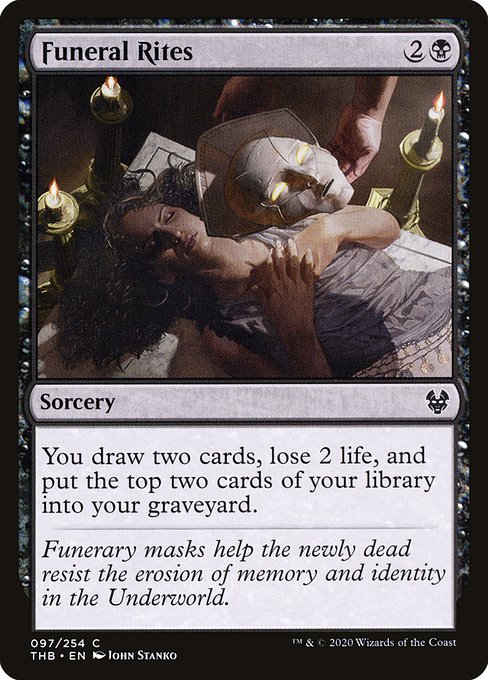 Funeral Rites 2
Sorcery
You draw two cards, lose 2 life, and
put the top two cards of your library
into your graveyard.
Funerary masks help the newly dead
resist the erosion of memory and identity
in the Underworld.
097/254 C
THB • EN John Stanko
™ & © 2020 Wizards of the Coast